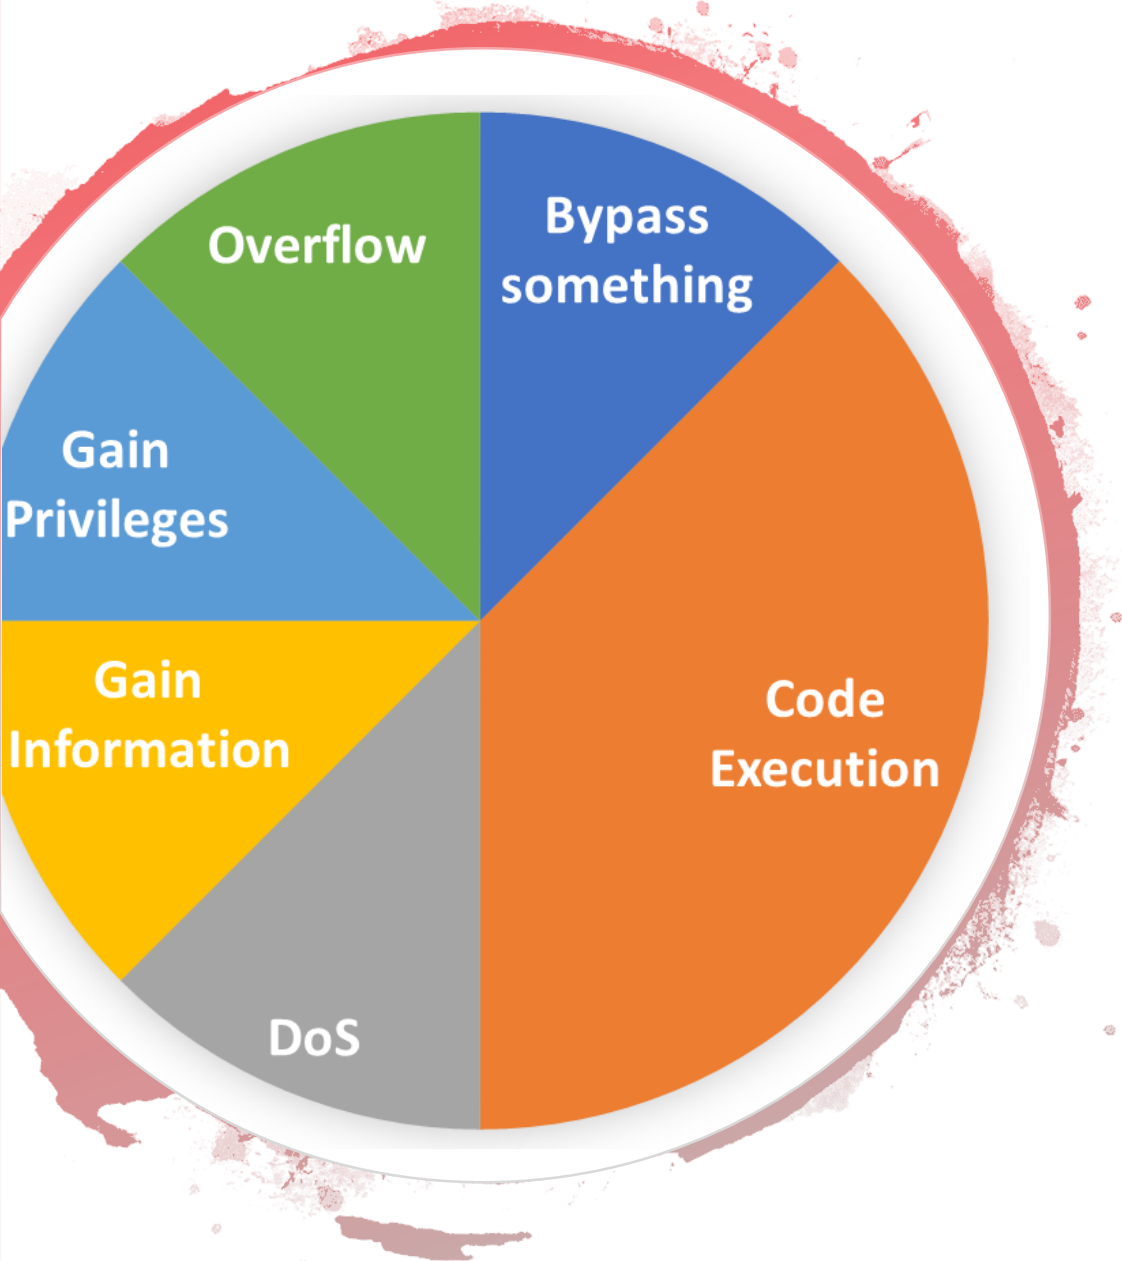 Overflow
Bypass
something
Gain
Privileges
Gain
Information
Code
Execution
DoS